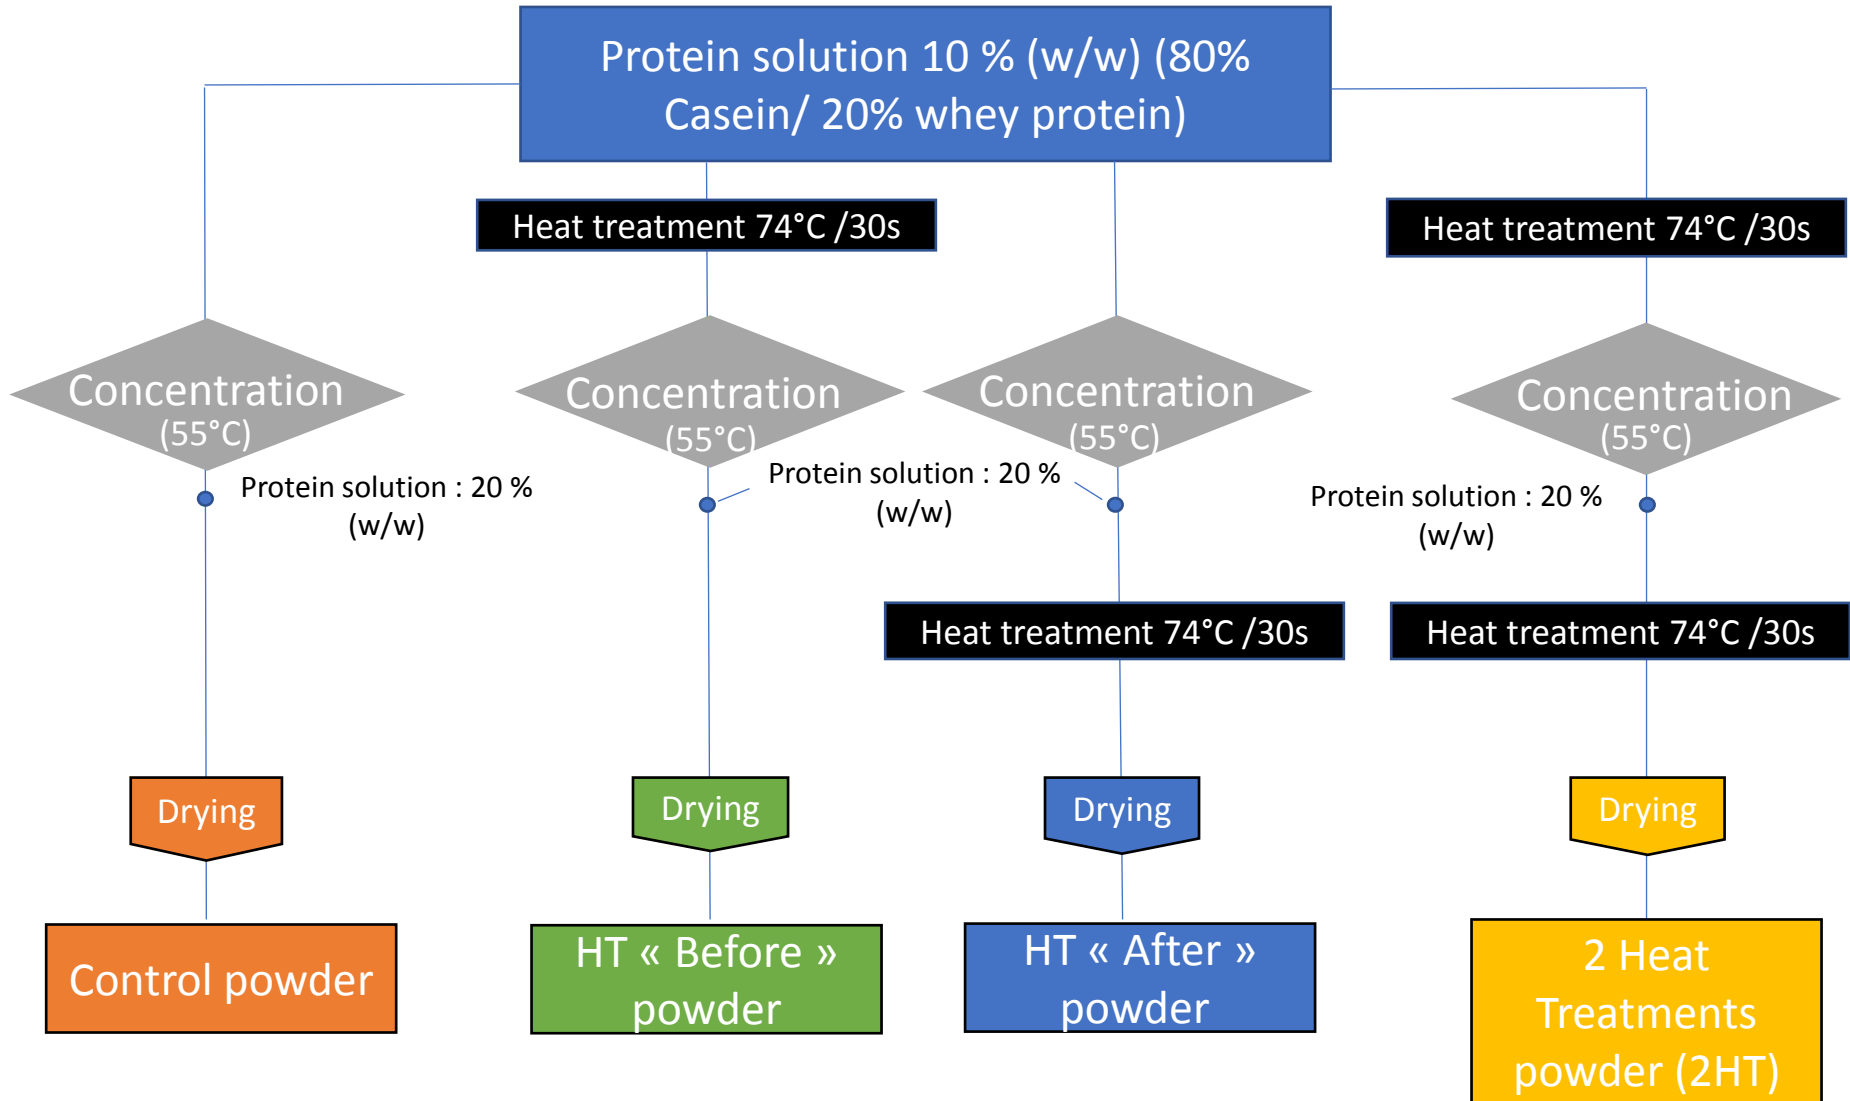 Protein solution 10 % (w/w) (80%
Casein/ 20% whey protein)
Heat treatment 74°C /30s
Heat treatment 74°C /30s
Concentration
(55°C)
Concentration
(55°C)
Concentration
(55°C)
Concentration
(55°C)
Protein solution : 20 %
(w/w)
Protein solution : 20 %
(w/w)
Protein solution : 20 %
(w/w)
Heat treatment 74°C /30s
Heat treatment 74°C /30s
Drying
Drying
Drying
Drying
Control powder
HT « Before »
powder
HT « After »
powder
2 Heat
Treatments
powder (2HT)